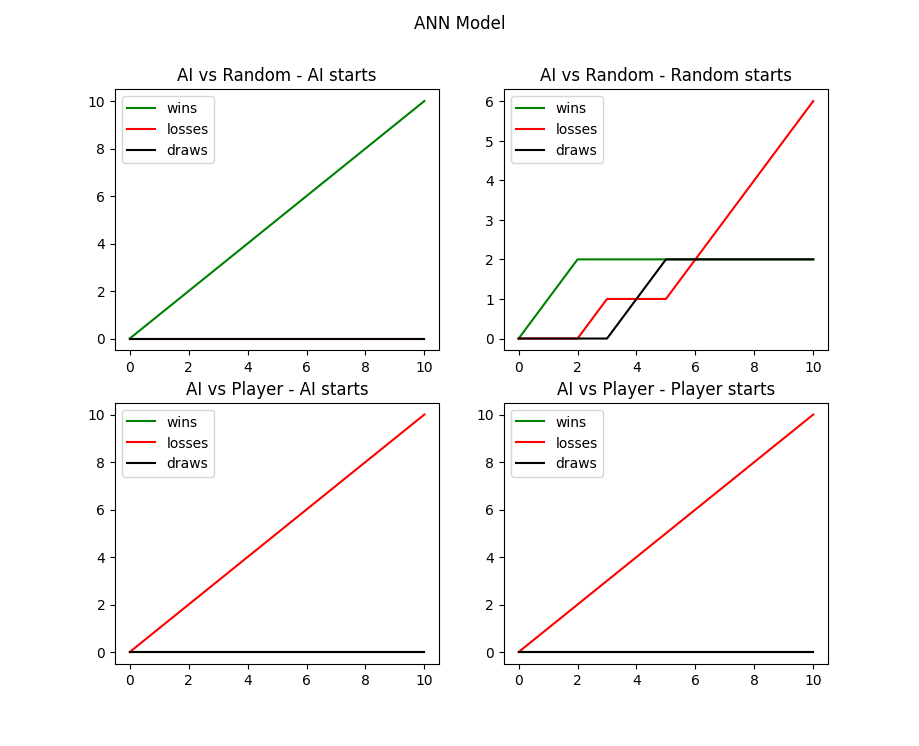 ANN Model
AI vs Random - AI starts
10
8
6
4
2
0
wins
losses
draws
0 2 4 6 8 10
AI vs Random - Random starts
6
5
4
3
2
1
0
wins
losses
draws
0 2 4 6 8 10
AI vs Player - AI starts
10
8
6
4
2
0
wins
losses
draws
0 2 4 6 8 10
AI vs Player - Player starts
10
8
6
4
2
0
wins
losses
draws
0 2 4 6 8 10